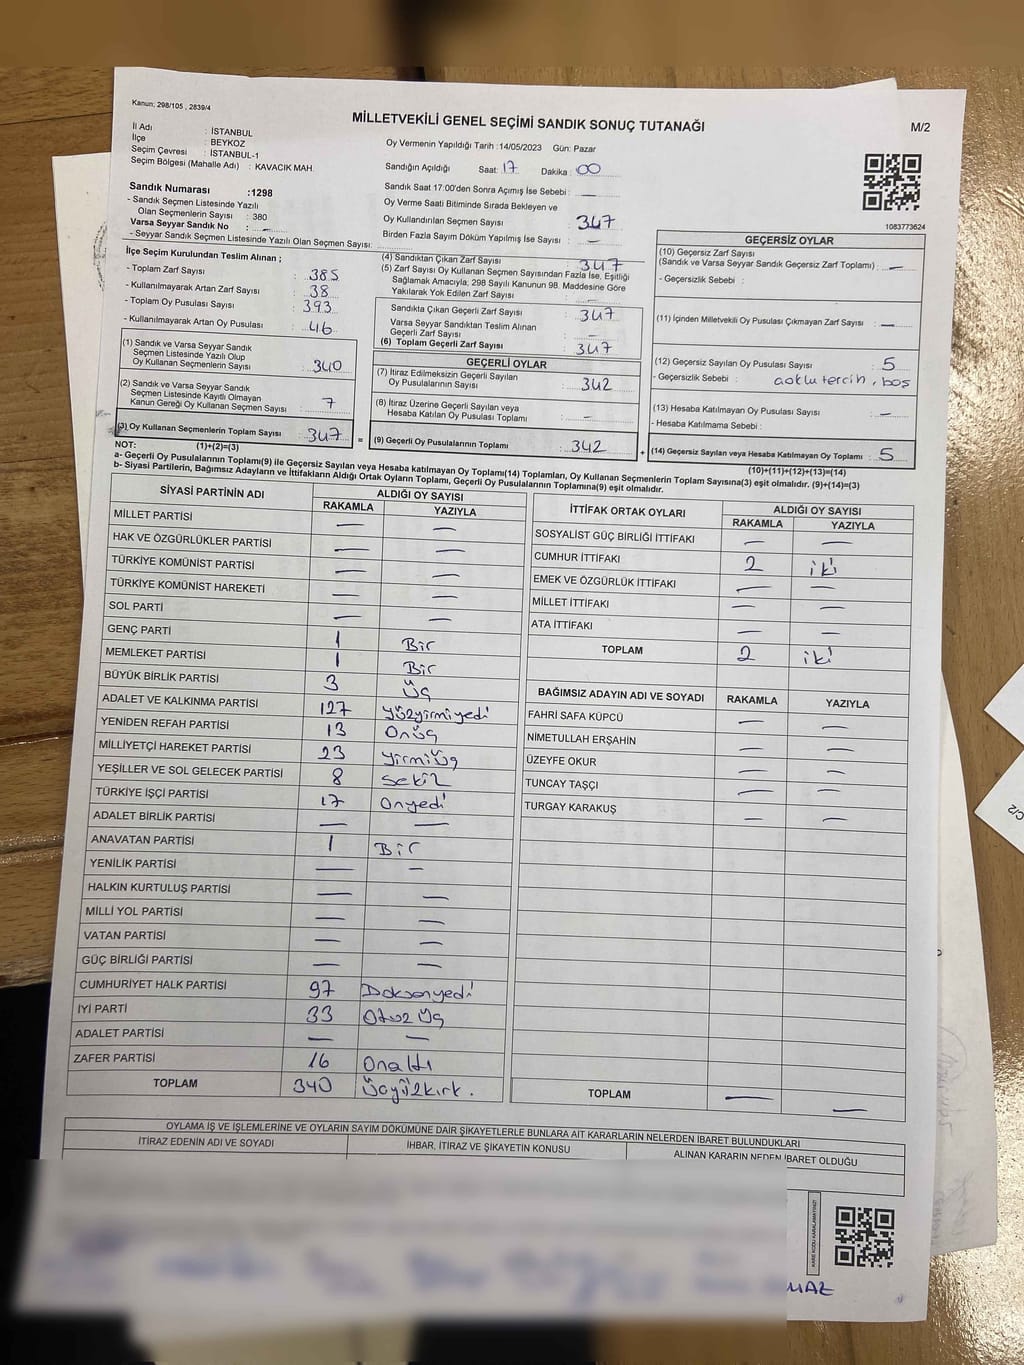 Kanun; 298/105 , 2839/4
MİLLETVEKİLİ GENEL SEÇİMİ SANDIK SONUÇ TUTANAĞI
M/2
İl Adı : İSTANBUL
İlçe : BEYKOZ
Seçim Çevresi : İSTANBUL-1
Seçim Bölgesi (Mahalle Adı) : KAVACIK MAH.
Oy Vermenin Yapıldığı Tarih :14/05/2023 Gün: Pazar
Sandığın Açıldığı Saat: 17 Dakika : 00
Sandık Saat 17:00'den Sonra Açımış İse Sebebi : —
Oy Verme Saati Bitiminde Sırada Bekleyen ve
Oy Kullandırılan Seçmen Sayısı 347
Birden Fazla Sayım Döküm Yapılmış İse Sayısı : —
Sandık Numarası :1298
- Sandık Seçmen Listesinde Yazılı
Olan Seçmenlerin Sayısı : 380
Varsa Seyyar Sandık No : —
- Seyyar Sandık Seçmen Listesinde Yazılı Olan Seçmen Sayısı:
1083773624
İlçe Seçim Kurulundan Teslim Alınan ;
- Toplam Zarf Sayısı : 385
- Kullanılmayarak Artan Zarf Sayısı : 38
- Toplam Oy Pusulası Sayısı : 393
- Kullanılmayarak Artan Oy Pusulası : 46
(1) Sandık ve Varsa Seyyar Sandık
Seçmen Listesinde Yazılı Olup
Oy Kullanan Seçmenlerin Sayısı : 340
(2) Sandık ve Varsa Seyyar Sandık
Seçmen Listesinde Kayıtlı Olmayan
Kanun Gereği Oy Kullanan Seçmen Sayısı : 7
(3) Oy Kullanan Seçmenlerin Toplam Sayısı : 347
(1)+(2)=(3)
(4) Sandıktan Çıkan Zarf Sayısı : 347
(5) Zarf Sayısı Oy Kullanan Seçmen Sayısından Fazla İse, Eşitliği
Sağlamak Amacıyla, 298 Sayılı Kanunun 98. Maddesine Göre
Yakılarak Yok Edilen Zarf Sayısı : —
Sandıkta Çıkan Geçerli Zarf Sayısı : 347
Varsa Seyyar Sandıktan Teslim Alınan
Geçerli Zarf Sayısı : —
(6) Toplam Geçerli Zarf Sayısı : 347
GEÇERLİ OYLAR
(7) İtiraz Edilmeksizin Geçerli Sayılan
Oy Pusulalarının Sayısı : 342
(8) İtiraz Üzerine Geçerli Sayılan veya
Hesaba Katılan Oy Pusulası Toplamı : —
= (9) Geçerli Oy Pusulalarının Toplamı : 342
GEÇERSİZ OYLAR
(10) Geçersiz Zarf Sayısı
(Sandık ve Varsa Seyyar Sandık Geçersiz Zarf Toplamı) : —
- Geçersizlik Sebebi :
(11) İçinden Milletvekili Oy Pusulası Çıkmayan Zarf Sayısı : —
(12) Geçersiz Sayılan Oy Pusulası Sayısı : 5
- Geçersizlik Sebebi : çoklu tercih, boş
(13) Hesaba Katılmayan Oy Pusulası Sayısı : —
- Hesaba Katılmama Sebebi :
+ (14) Geçersiz Sayılan veya Hesaba Katılmayan Oy Toplamı : 5
(10)+(11)+(12)+(13)=(14)
NOT:
a- Geçerli Oy Pusulalarının Toplamı(9) ile Geçersiz Sayılan veya Hesaba katılmayan Oy Toplamı(14) Toplamları, Oy Kullanan Seçmenlerin Toplam Sayısına(3) eşit olmalıdır. (9)+(14)=(3)
b- Siyasi Partilerin, Bağımsız Adayların ve İttifakların Aldığı Ortak Oyların Toplamı, Geçerli Oy Pusulalarının Toplamına(9) eşit olmalıdır.
SİYASİ PARTİNİN ADI ALDIĞI OY SAYISI
RAKAMLA YAZIYLA
MİLLET PARTİSİ — —
HAK VE ÖZGÜRLÜKLER PARTİSİ — —
TÜRKİYE KOMÜNİST PARTİSİ — —
TÜRKİYE KOMÜNİST HAREKETİ — —
SOL PARTİ — —
GENÇ PARTİ 1 Bir
MEMLEKET PARTİSİ 1 Bir
BÜYÜK BİRLİK PARTİSİ 3 Üç
ADALET VE KALKINMA PARTİSİ 127 Yüzyirmiyedi
YENİDEN REFAH PARTİSİ 13 Onüç
MİLLİYETÇİ HAREKET PARTİSİ 23 Yirmiüç
YEŞİLLER VE SOL GELECEK PARTİSİ 8 Sekiz
TÜRKİYE İŞÇİ PARTİSİ 17 Onyedi
ADALET BİRLİK PARTİSİ — —
ANAVATAN PARTİSİ 1 Bir
YENİLİK PARTİSİ — —
HALKIN KURTULUŞ PARTİSİ — —
MİLLİ YOL PARTİSİ — —
VATAN PARTİSİ — —
GÜÇ BİRLİĞİ PARTİSİ — —
CUMHURİYET HALK PARTİSİ 97 Doksanyedi
İYİ PARTİ 33 Otuz üç
ADALET PARTİSİ — —
ZAFER PARTİSİ 16 Onaltı
TOPLAM 340 Üçyüzkırk.
İTTİFAK ORTAK OYLARI ALDIĞI OY SAYISI
RAKAMLA YAZIYLA
SOSYALİST GÜÇ BİRLİĞİ İTTİFAKI — —
CUMHUR İTTİFAKI 2 iki
EMEK VE ÖZGÜRLÜK İTTİFAKI — —
MİLLET İTTİFAKI — —
ATA İTTİFAKI — —
TOPLAM 2 iki
BAĞIMSIZ ADAYIN ADI VE SOYADI RAKAMLA YAZIYLA
FAHRİ SAFA KÜPCÜ — —
NİMETULLAH ERŞAHİN — —
ÜZEYFE OKUR — —
TUNCAY TAŞÇI — —
TURGAY KARAKUŞ — —
TOPLAM — —
OYLAMA İŞ VE İŞLEMLERİNE VE OYLARIN SAYIM DÖKÜMÜNE DAİR ŞİKAYETLERLE BUNLARA AİT KARARLARIN NELERDEN İBARET BULUNDUKLARI
İTİRAZ EDENİN ADI VE SOYADI İHBAR, İTİRAZ VE ŞİKAYETİN KONUSU ALINAN KARARIN NEDEN İBARET OLDUĞU
KARE KODU KARALAMAYINIZ!
MAZ
C/2